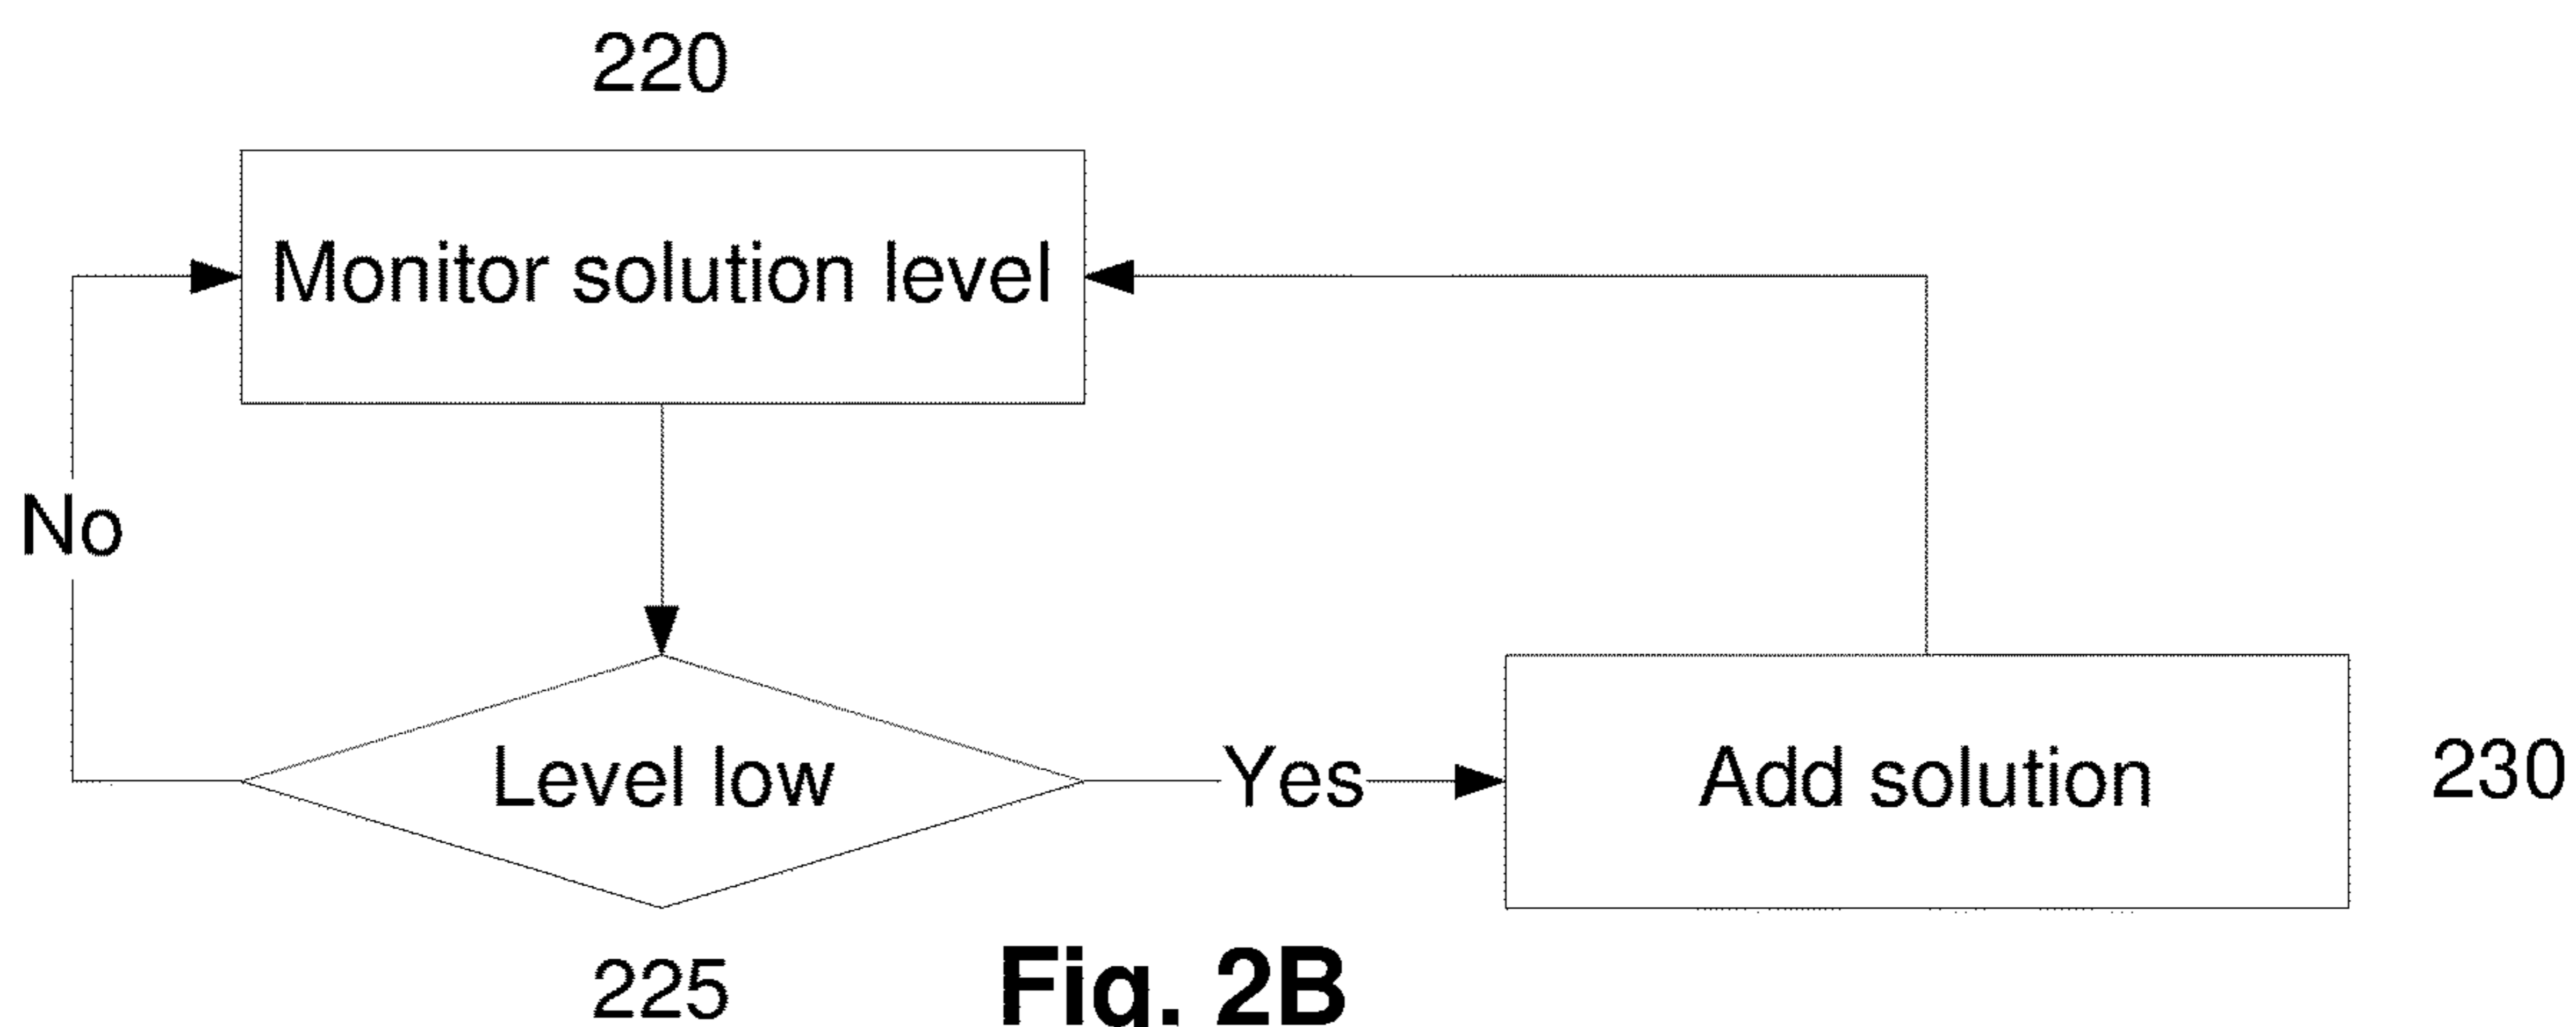 220
Monitor solution level
No
Level low
Yes
Add solution
230
225
Fig. 2B